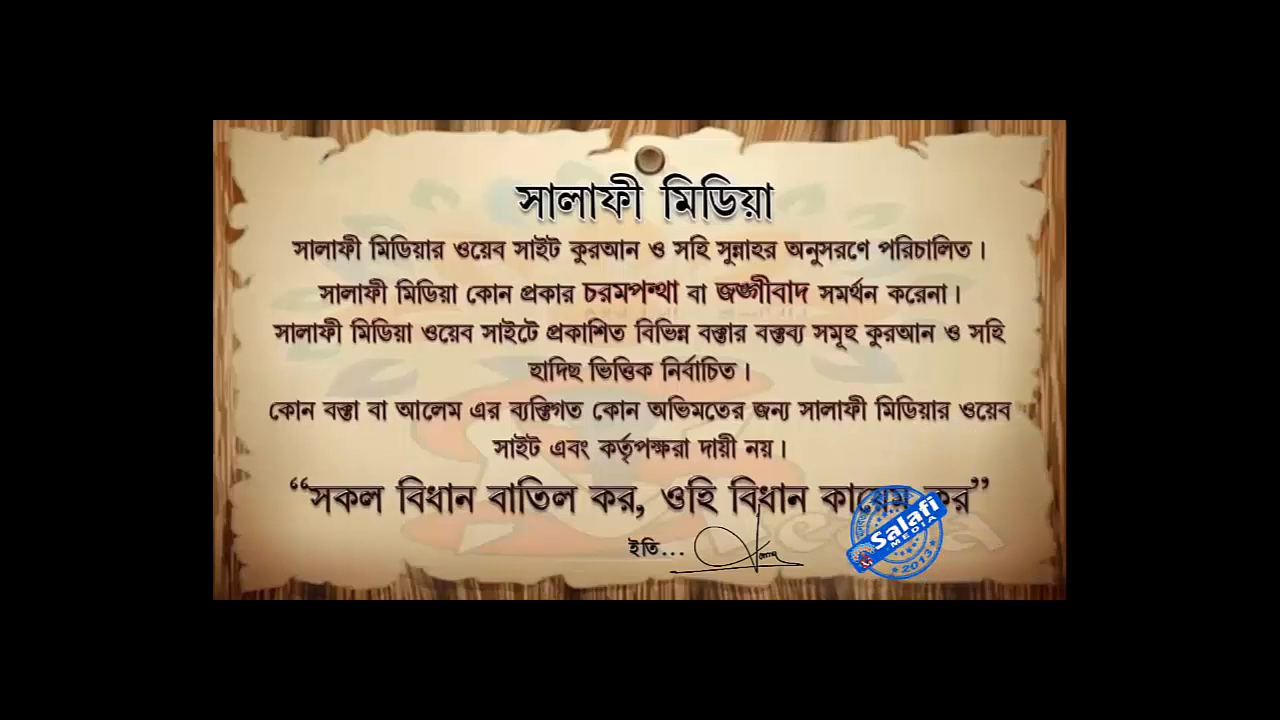 সালাফী মিডিয়া
সালাফী মিডিয়ার ওয়েব সাইট কুরআন ও সহি সুন্নাহর অনুসরণে পরিচালিত।
সালাফী মিডিয়া কোন প্রকার চরমপন্থা বা জঙ্গীবাদ সমর্থন করেনা।
সালাফী মিডিয়া ওয়েব সাইটে প্রকাশিত বিভিন্ন বক্তার বক্তব্য সমূহ কুরআন ও সহি
হাদিছ ভিত্তিক নির্বাচিত।
কোন বক্তা বা আলেম এর ব্যক্তিগত কোন অভিমতের জন্য সালাফী মিডিয়ার ওয়েব
সাইট এবং কর্তৃপক্ষরা দায়ী নয়।
“সকল বিধান বাতিল কর, ওহি বিধান কায়েম কর”
ইতি...
Salafi
MEDIA
2013